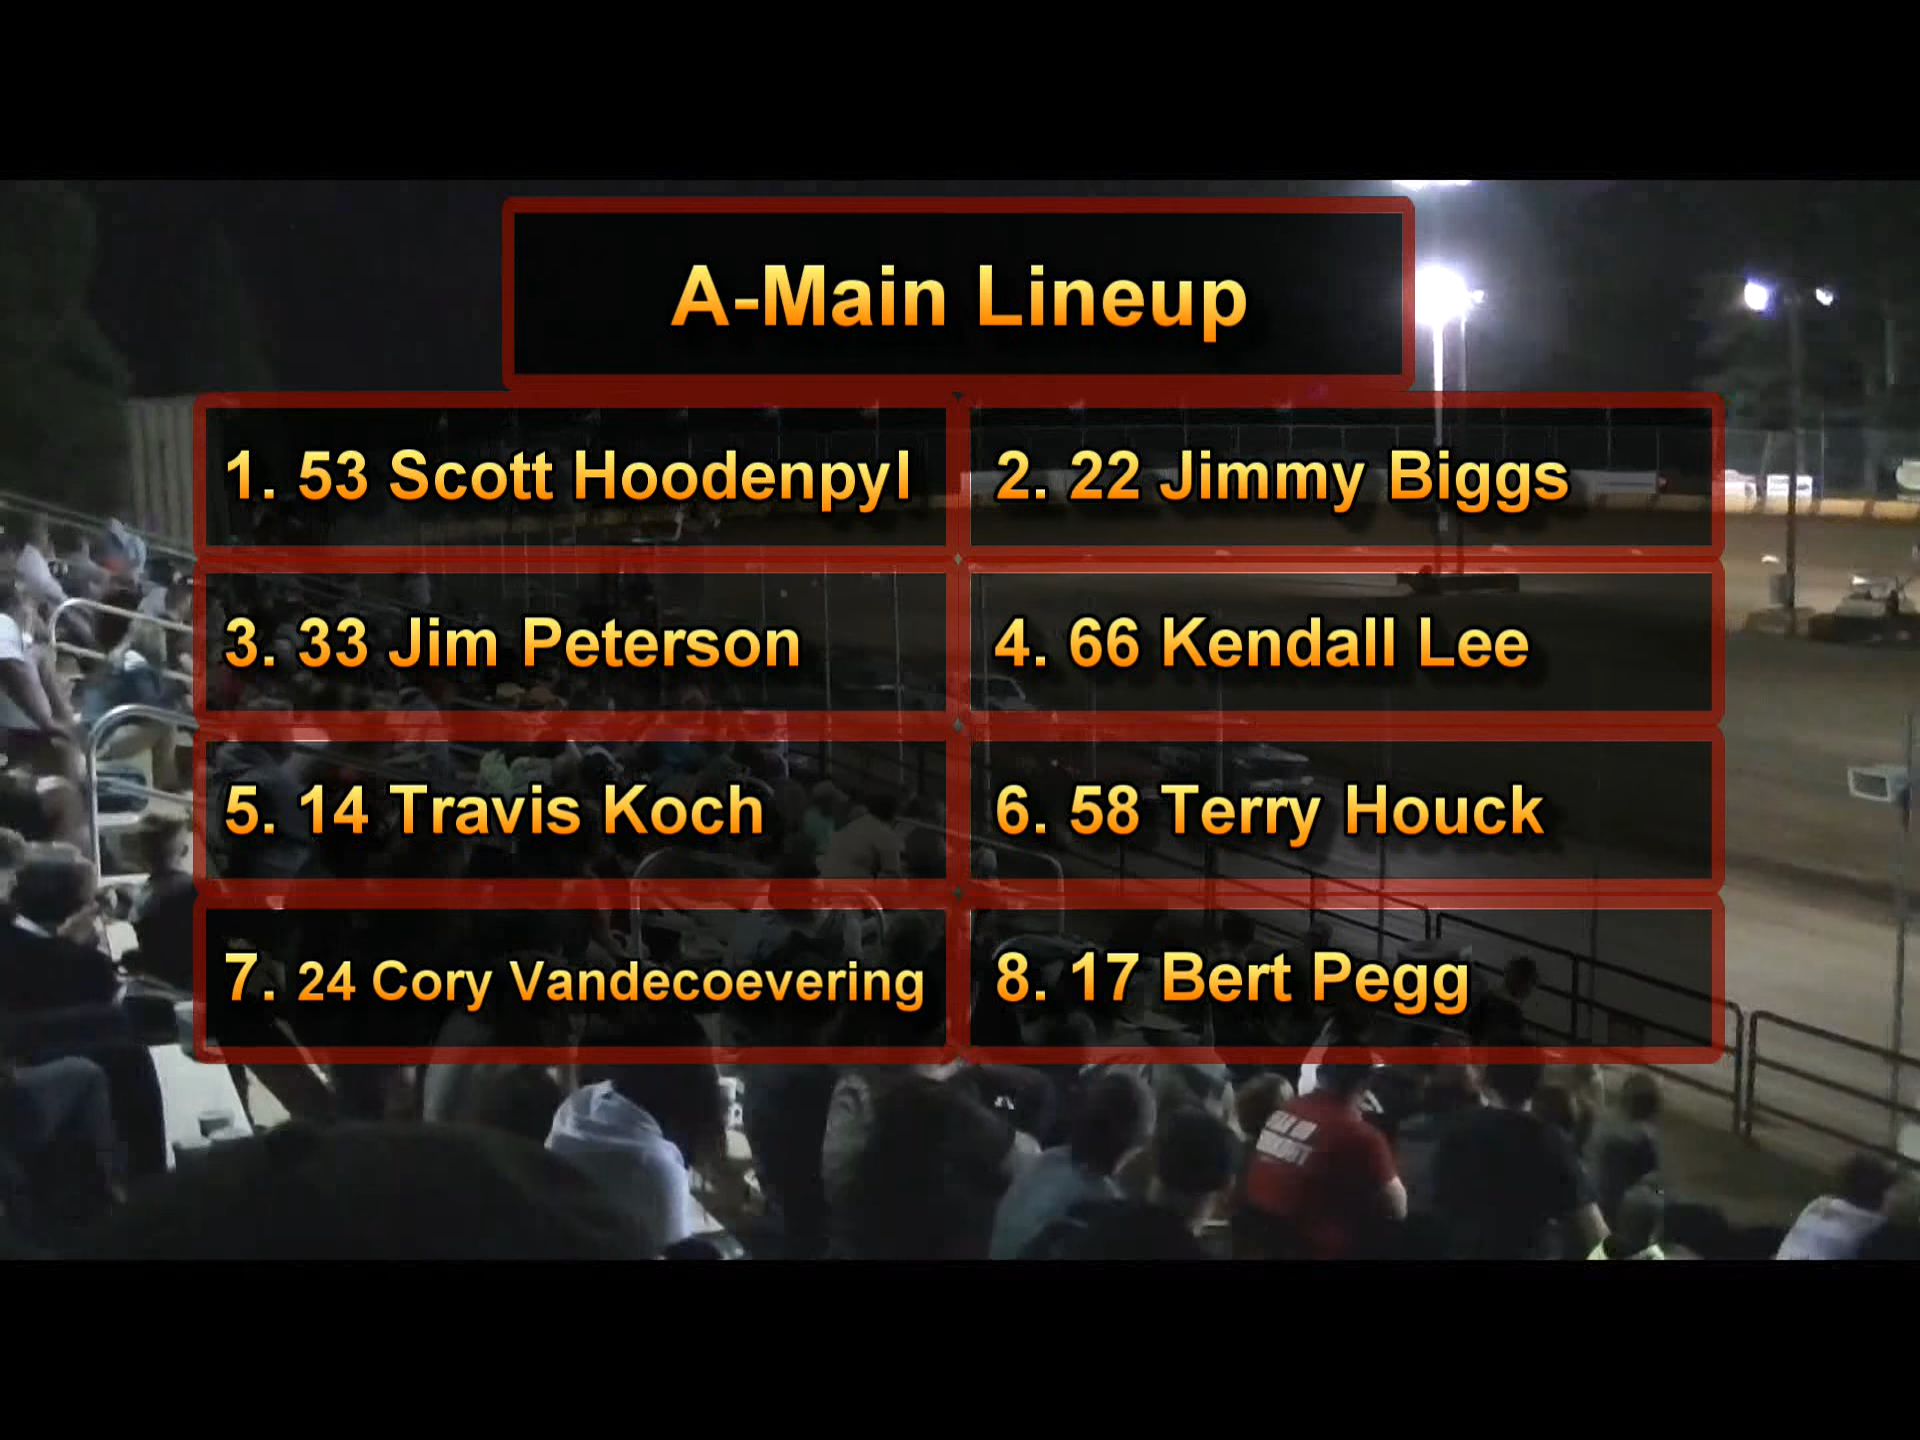 A-Main Lineup
1. 53 Scott Hoodenpyl
2. 22 Jimmy Biggs
3. 33 Jim Peterson
4. 66 Kendall Lee
5. 14 Travis Koch
6. 58 Terry Houck
7. 24 Cory Vandecoevering
8. 17 Bert Pegg